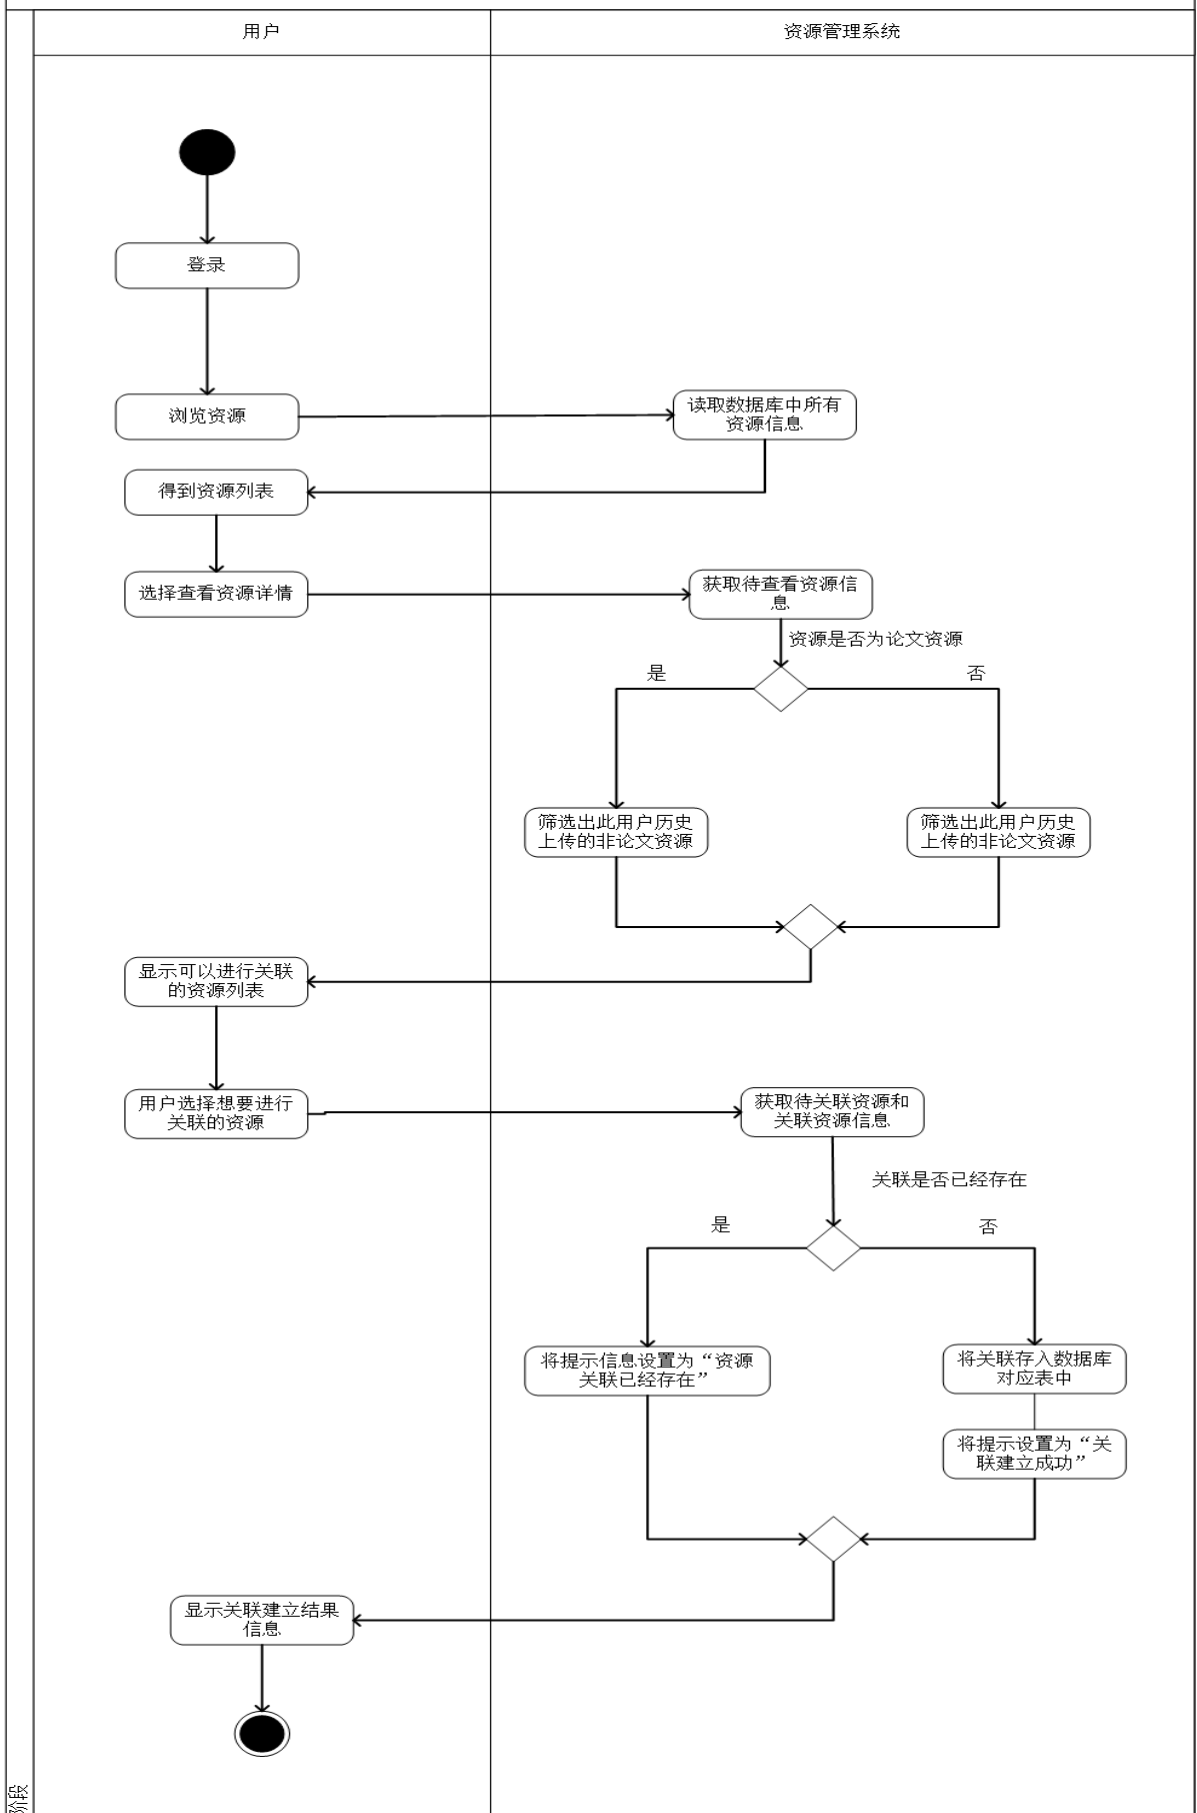 用户
资源管理系统
登录
浏览资源
读取数据库中所有
资源信息
得到资源列表
选择查看资源详情
获取待查看资源信
息
资源是否为论文资源
是
否
筛选出此用户历史
上传的非论文资源
筛选出此用户历史
上传的非论文资源
显示可以进行关联
的资源列表
用户选择想要进行
关联的资源
获取待关联资源和
关联资源信息
关联是否已经存在
是
否
将提示信息设置为“资源
关联已经存在”
将关联存入数据库
对应表中
将提示设置为“关
联建立成功”
显示关联建立结果
信息
阶段